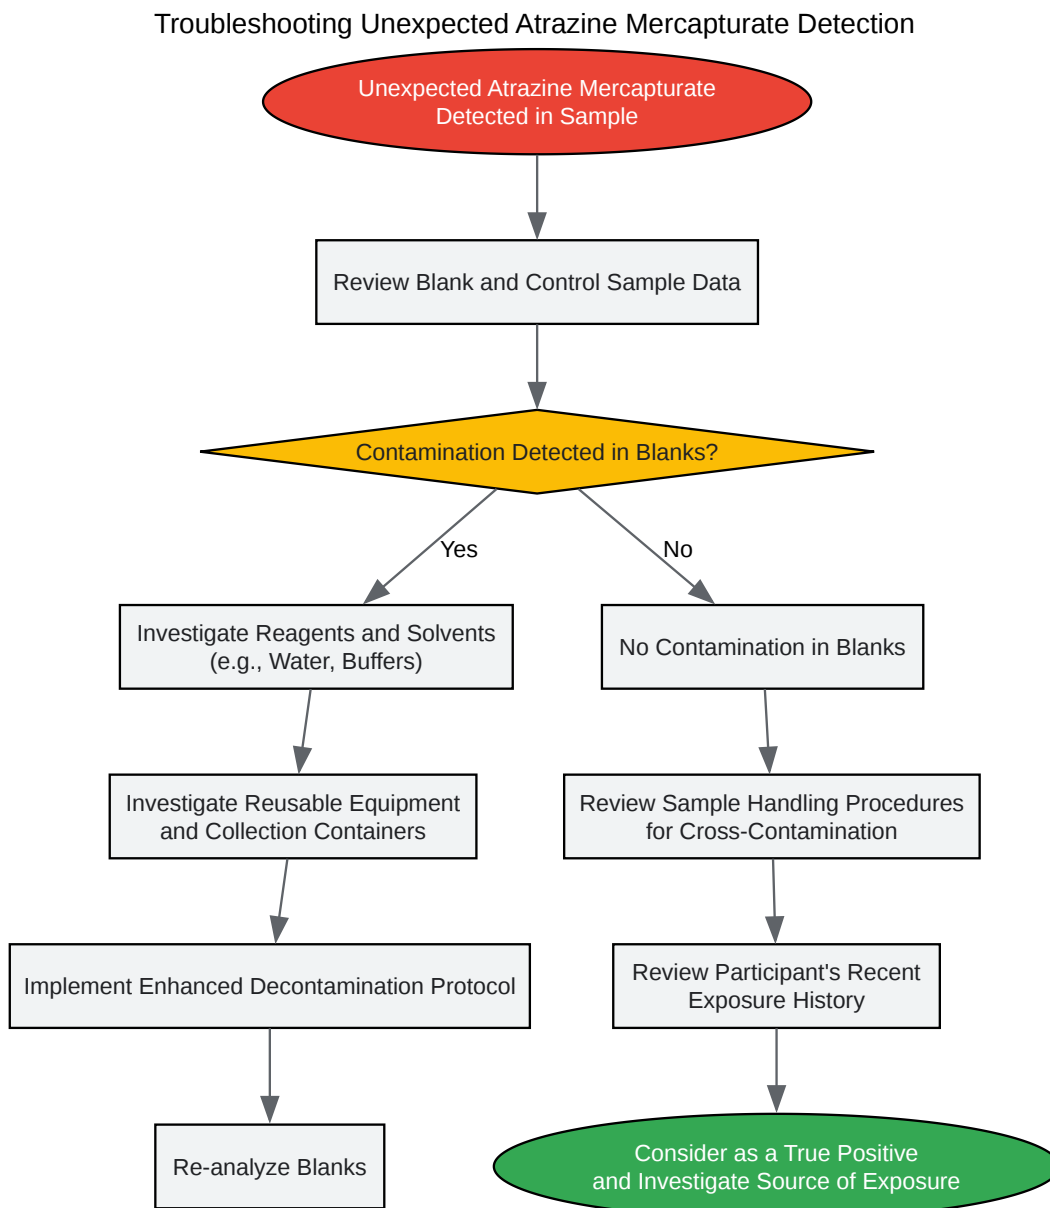 Troubleshooting Unexpected Atrazine Mercapturate Detection
Unexpected Atrazine Mercapturate
Detected in Sample
Review Blank and Control Sample Data
Contamination Detected in Blanks?
Yes
No
Investigate Reagents and Solvents
(e.g., Water, Buffers)
No Contamination in Blanks
Investigate Reusable Equipment
and Collection Containers
Review Sample Handling Procedures
for Cross-Contamination
Implement Enhanced Decontamination Protocol
Review Participant's Recent
Exposure History
Re-analyze Blanks
Consider as a True Positive
and Investigate Source of Exposure